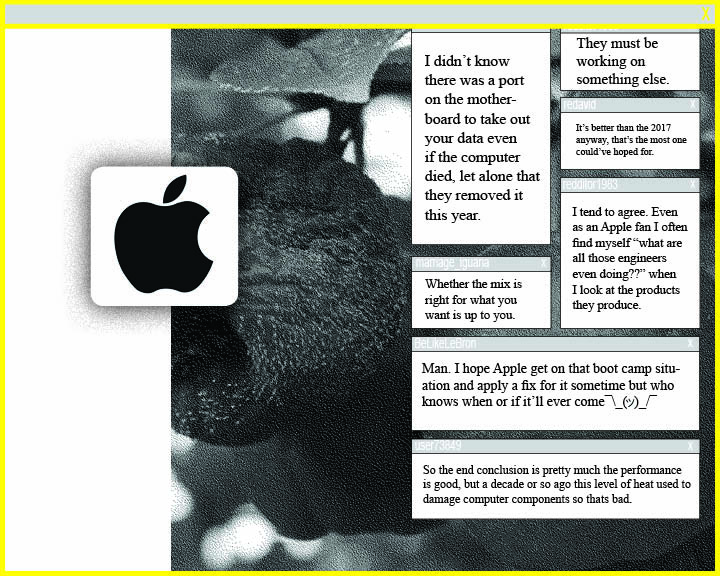 X
I didn’t know
there was a port
on the mother-
board to take out
your data even
if the computer
died, let alone that
they removed it
this year.
They must be
working on
something else.
redavid X
It’s better than the 2017
anyway, that’s the most one
could’ve hoped for.
redditor1983 X
I tend to agree. Even
as an Apple fan I often
find myself “what are
all those engineers
even doing??” when
I look at the products
they produce.
marriage_iguana X
Whether the mix is
right for what you
want is up to you.
BeLikeLeBron X
Man. I hope Apple get on that boot camp situ-
ation and apply a fix for it sometime but who
knows when or if it’ll ever come¯\_(ツ)_/¯
user73849 X
So the end conclusion is pretty much the performance
is good, but a decade or so ago this level of heat used to
damage computer components so thats bad.